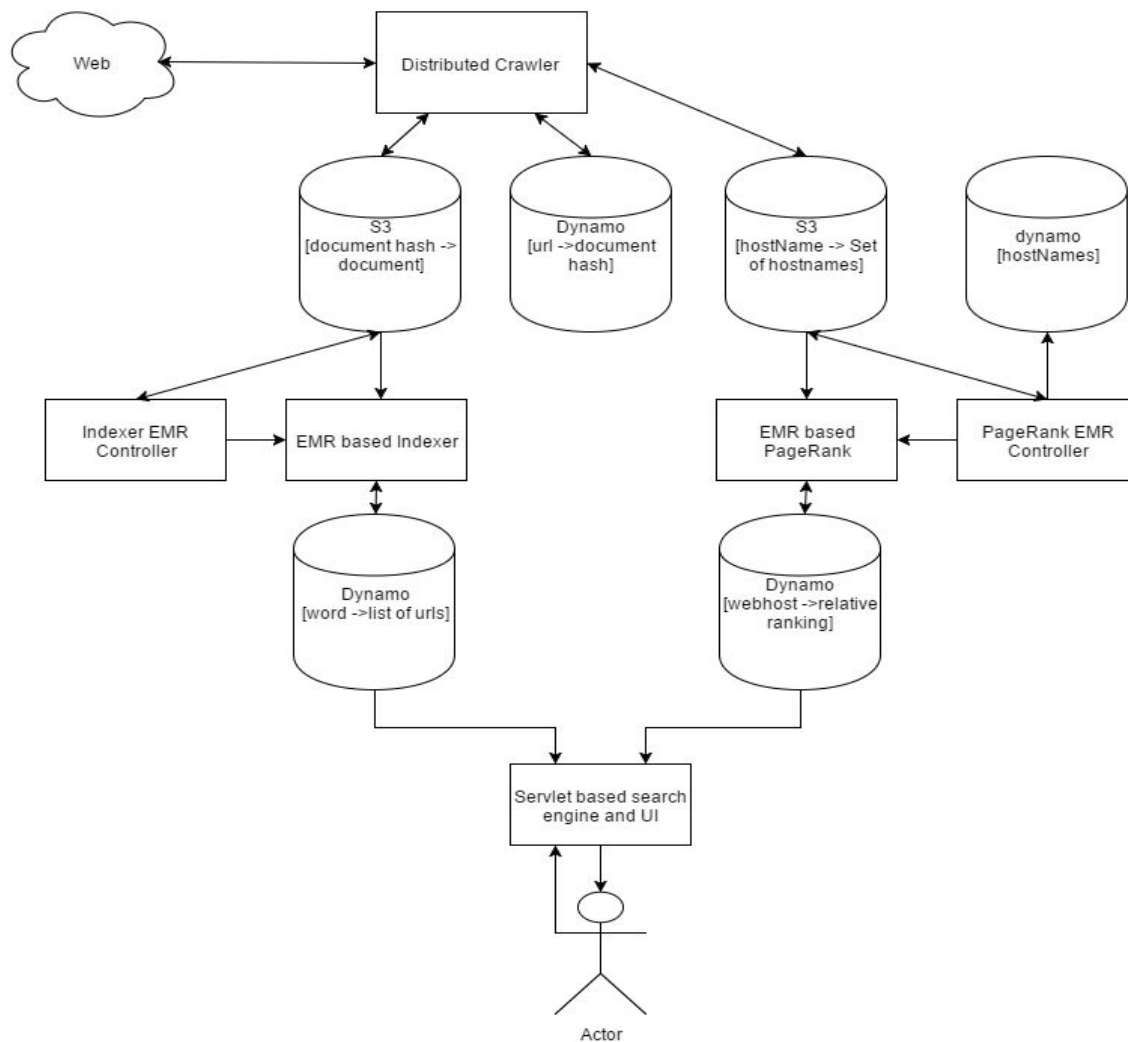 Web
Distributed Crawler
S3
[document hash ->
document]
Dynamo
[url ->document
hash]
S3
[hostName -> Set
of hostnames]
dynamo
[hostNames]
Indexer EMR
Controller
EMR based Indexer
EMR based
PageRank
PageRank EMR
Controller
Dynamo
[word ->list of urls]
Dynamo
[webhost ->relative
ranking]
Servlet based search
engine and UI
Actor